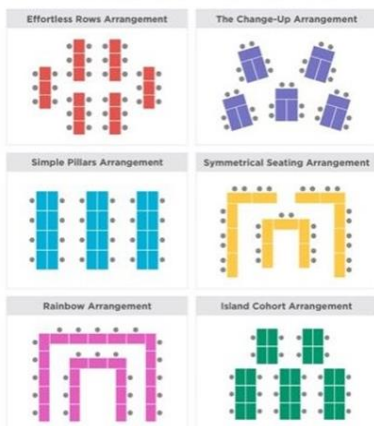 Effortless Rows Arrangement
The Change-Up Arrangement
Simple Pillars Arrangement
Symmetrical Seating Arrangement
Rainbow Arrangement
Island Cohort Arrangement